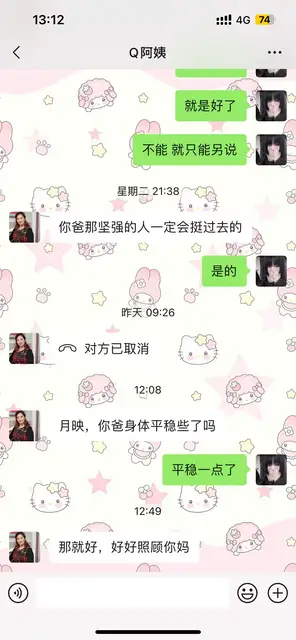 13:12
4G
74
Q阿姨
就是好了
不能 就只能另说
星期二 21:38
你爸那坚强的人一定会挺过去的
是的
昨天 09:26
对方已取消
12:08
月映，你爸身体平稳些了吗
平稳一点了
12:49
那就好，好好照顾你妈